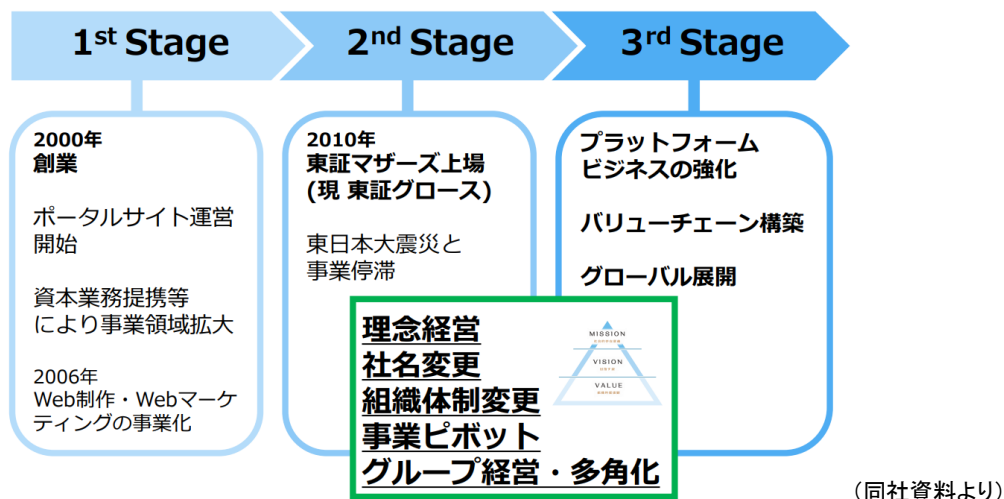 1st Stage
2nd Stage
3rd Stage
2000年
創業
ポータルサイト運営
開始
資本業務提携等
により事業領域拡大
2006年
Web制作・Webマーケ
ティングの事業化
2010年
東証マザーズ上場
(現 東証グロース)
東日本大震災と
事業停滞
プラットフォーム
ビジネスの強化
バリューチェーン構築
グローバル展開
理念経営
社名変更
組織体制変更
事業ピボット
グループ経営・多角化
MISSION
VISION
VALUE
(同社資料より)